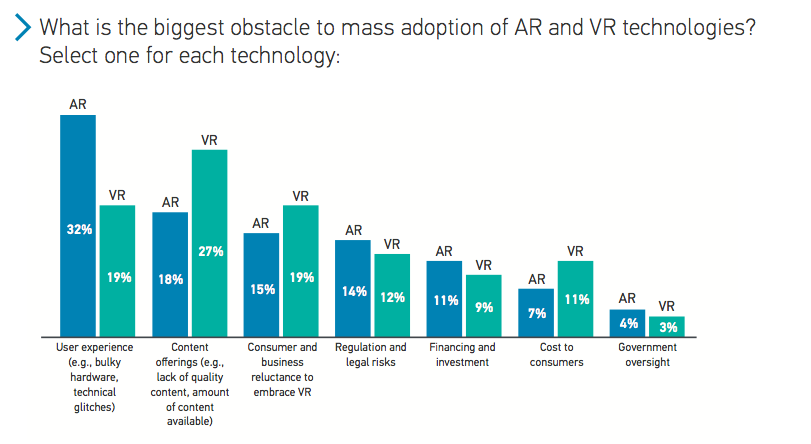 What is the biggest obstacle to mass adoption of AR and VR technologies?
Select one for each technology:
AR
VR
AR
VR
AR
VR
AR
VR
AR
VR
AR
VR
AR
VR
32%
19%
18%
27%
15%
19%
14%
12%
11%
9%
7%
11%
4%
3%
User experience
(e.g., bulky
hardware,
technical
glitches)
Content
offerings (e.g.,
lack of quality
content, amount
of content
available)
Consumer and
business
reluctance to
embrace VR
Regulation and
legal risks
Financing and
investment
Cost to
consumers
Government
oversight